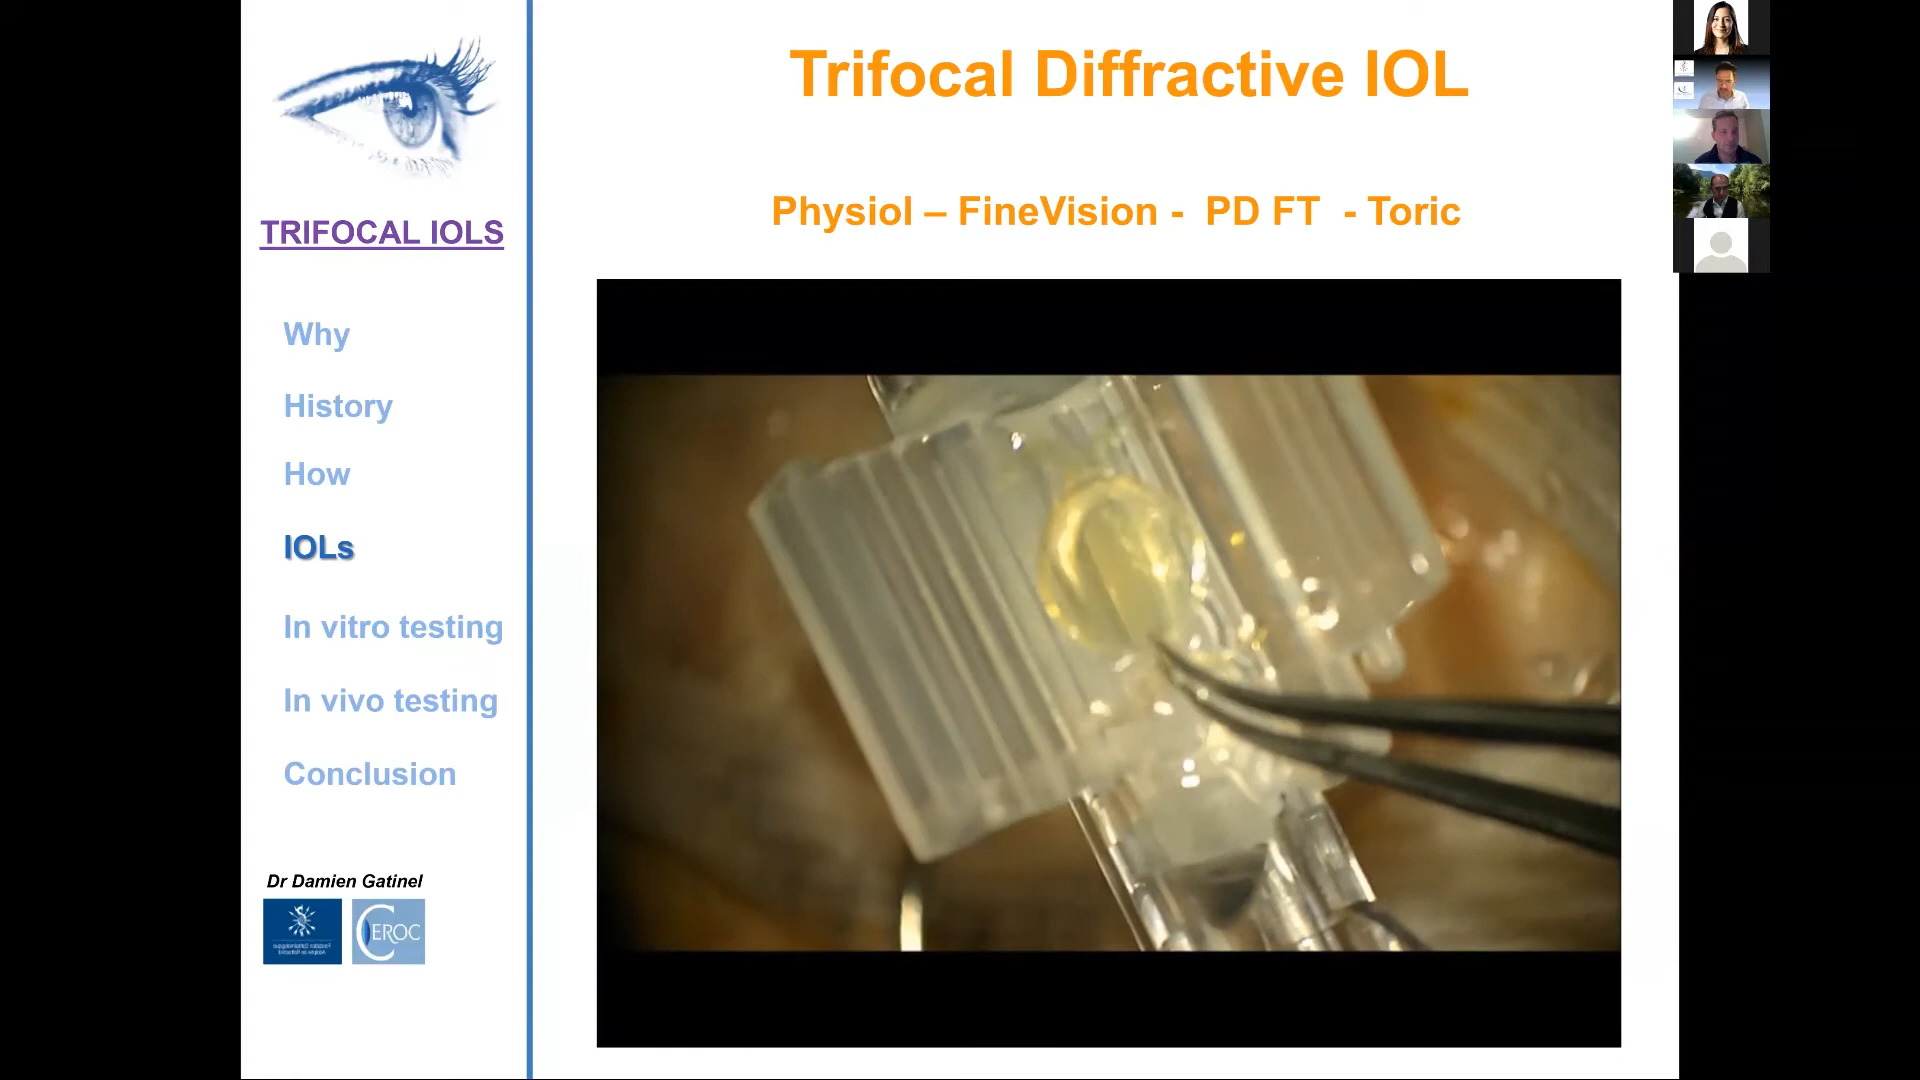 Trifocal Diffractive IOL
Physiol – FineVision - PD FT - Toric
TRIFOCAL IOLS
Why
History
How
IOLs
In vitro testing
In vivo testing
Conclusion
Dr Damien Gatinel
CEROC